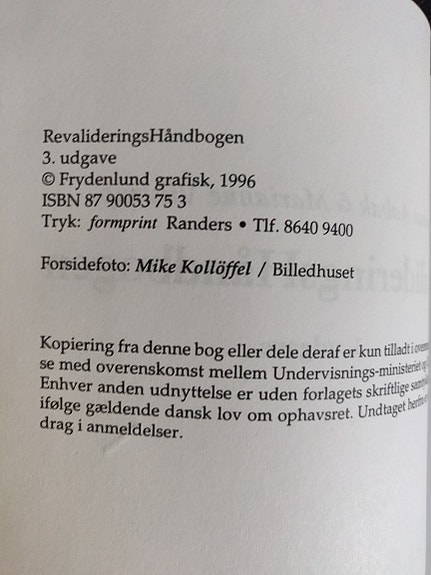 RevalideringsHåndbogen
3. udgave
© Frydenlund grafisk, 1996
ISBN 87 90053 75 3
Tryk: formprint Randers • Tlf. 8640 9400
Forsidefoto: Mike Kollöffel / Billedhuset
Kopiering fra denne bog eller dele deraf er kun tilladt i
se med overenskomst mellem Undervisnings-ministeriet og
Enhver anden udnyttelse er uden forlagets skriftlige
ifølge gældende dansk lov om ophavsret. Undtaget
drag i anmeldelser.